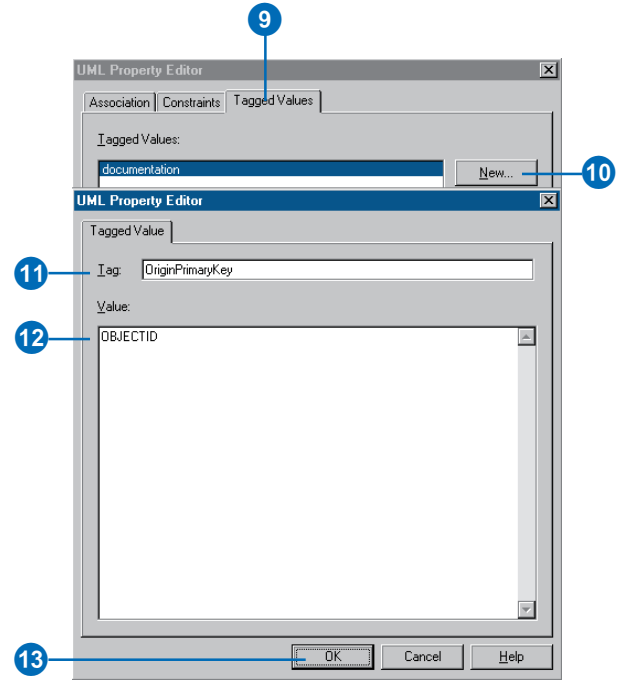 9
UML Property Editor
Association Constraints Tagged Values
Tagged Values:
documentation
New...
10
UML Property Editor
Tagged Value
11
Tag: OriginPrimaryKey
Value:
12
OBJECTID
13
OK Cancel Help